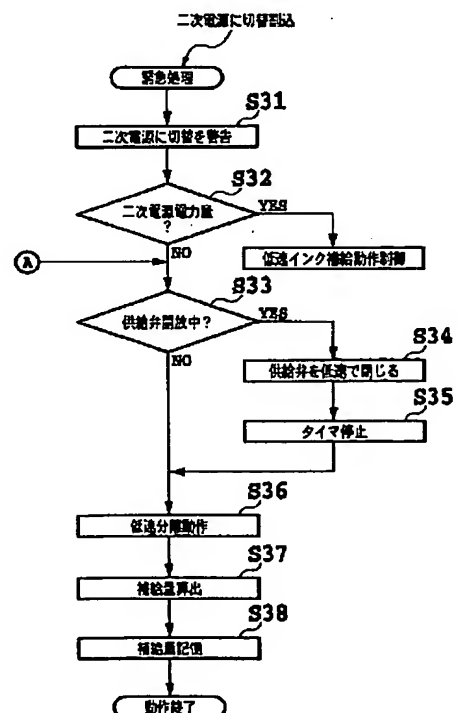 二次電源に切替割込
緊急処理
S31
二次電源に切替を警告
S32
二次電源電力量
?
YES
NO
低速インク補給動作制御
A
S33
供給弁開放中?
YES
NO
S34
供給弁を低速で閉じる
S35
タイマ停止
S36
低速分離動作
S37
補給量算出
S38
補給量記憶
動作終了